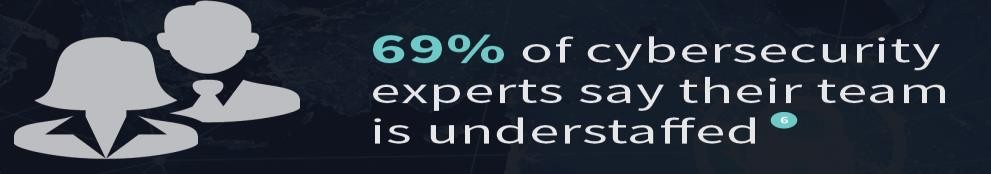 69% of cybersecurity
experts say their team
is understaffed 6